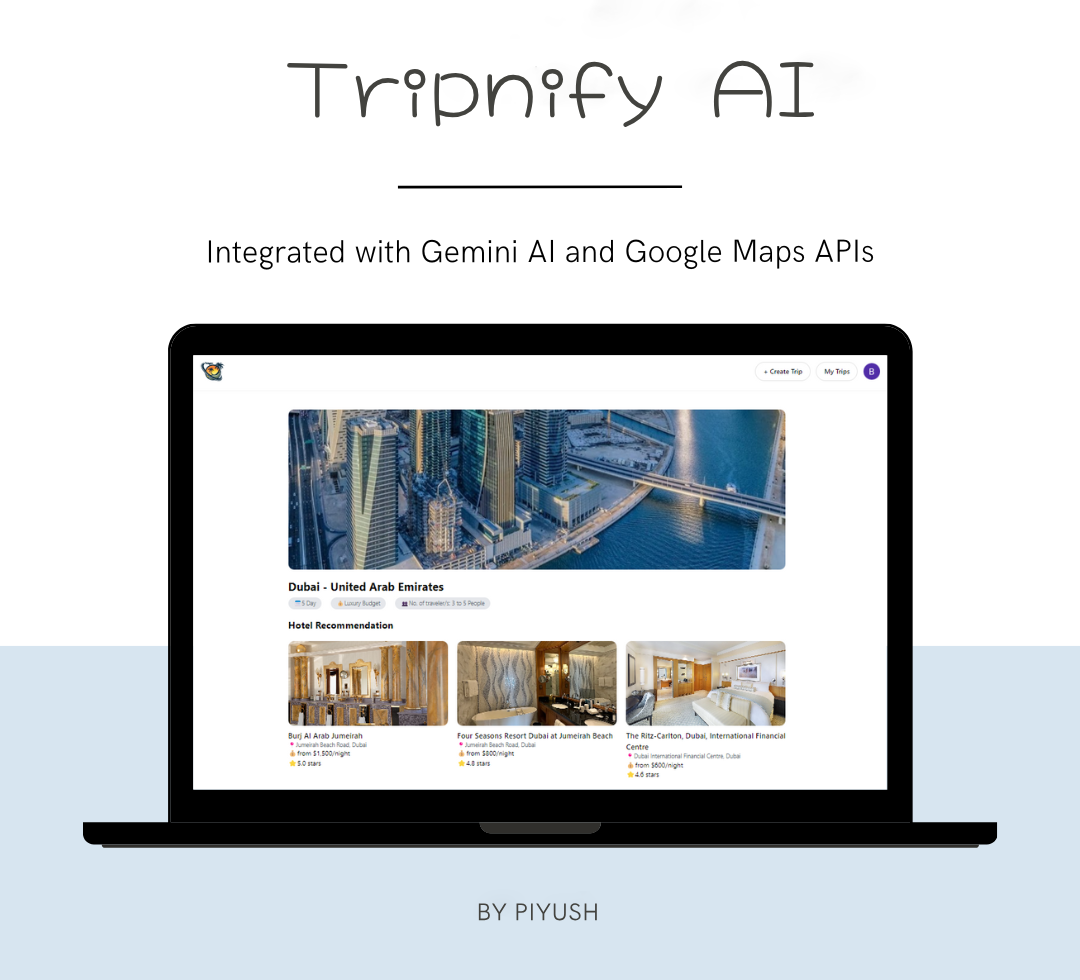 Tripnify AI
Integrated with Gemini AI and Google Maps APIs
+ Create Trip My Trips B
Dubai - United Arab Emirates
5 Day Luxury Budget No. of traveler/s: 3 to 5 People
Hotel Recommendation
Burj Al Arab Jumeirah
Jumeirah Beach Road, Dubai
from $1,500/night
5.0 stars
Four Seasons Resort Dubai at Jumeirah Beach
Jumeirah Beach Road, Dubai
from $800/night
4.8 stars
The Ritz-Carlton, Dubai, International Financial
Centre
Dubai International Financial Centre, Dubai
from $600/night
4.6 stars
BY PIYUSH